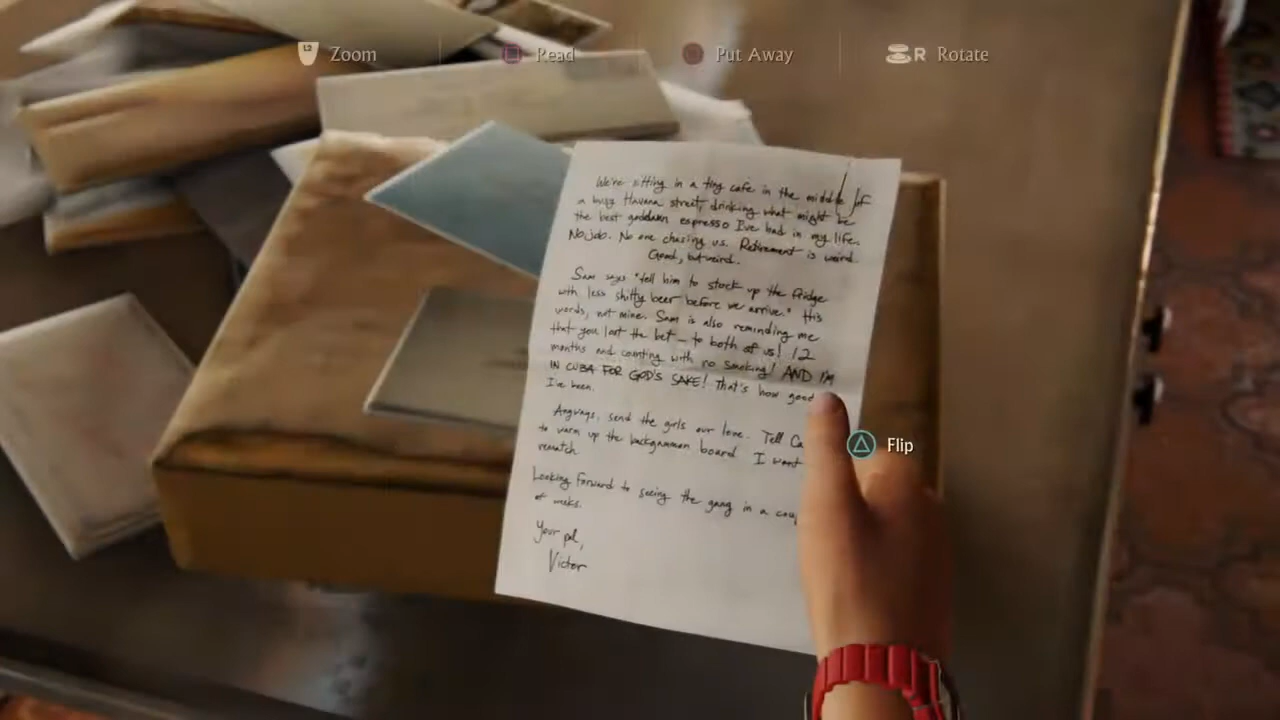 L2 Zoom
Read
Put Away
R Rotate
We're sitting in a tiny cafe in the middle of
a busy Havana street, drinking what might be
the best goddamn espresso I've had in my life.
No job. No one chasing us. Retirement is weird.
Good, but weird.
Sam says "tell him to stock up the fridge
with less shitty beer before we arrive." His
words, not mine. Sam is also reminding me
that you lost the bet - to both of us! 12
months and counting with no smoking! AND I'M
IN CUBA FOR GOD'S SAKE! That's how good
I've been.
Anyways, send the girls our love. Tell Ca
to warm up the backgammon board. I want
rematch.
Looking forward to seeing the gang in a cou
of weeks.
Your pal,
Victor
Flip